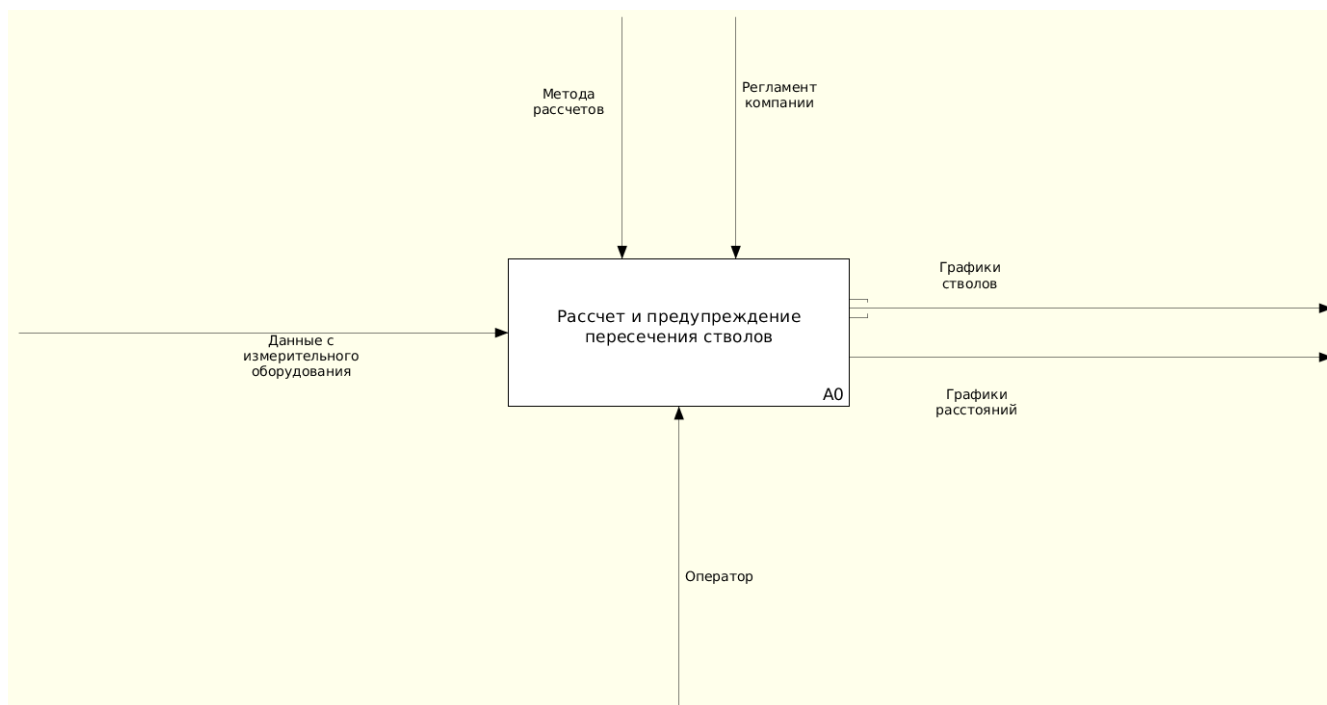 Метода
рассчетов
Регламент
компании
Графики
стволов
Рассчет и предупреждение
пересечения стволов
Данные с
измерительного
оборудования
A0
Графики
расстояний
Оператор